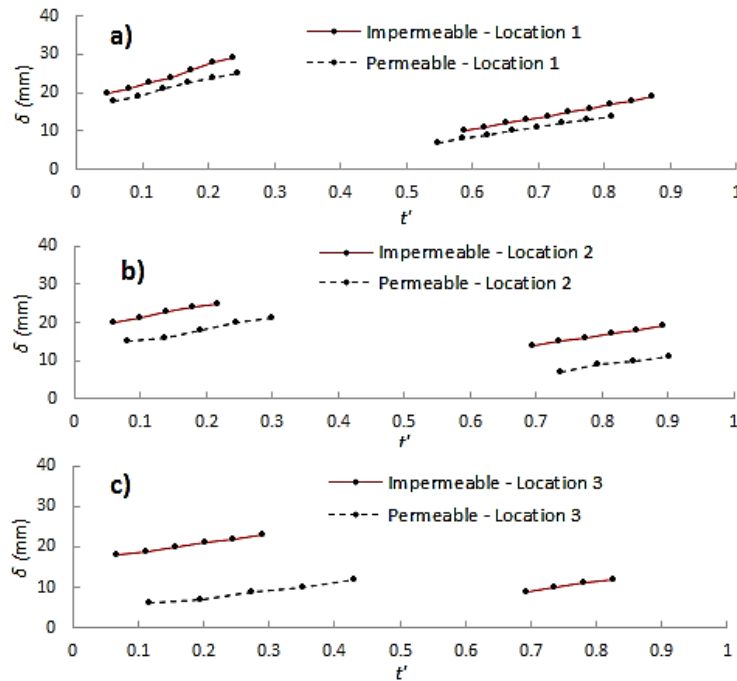 a)
Impermeable - Location 1
Permeable - Location 1
δ (mm)
40
30
20
10
0
0 0.1 0.2 0.3 0.4 0.5 0.6 0.7 0.8 0.9 1
t'
b)
Impermeable - Location 2
Permeable - Location 2
δ (mm)
40
30
20
10
0
0 0.1 0.2 0.3 0.4 0.5 0.6 0.7 0.8 0.9 1
t'
c)
Impermeable - Location 3
Permeable - Location 3
δ (mm)
40
30
20
10
0
0 0.1 0.2 0.3 0.4 0.5 0.6 0.7 0.8 0.9 1
t'